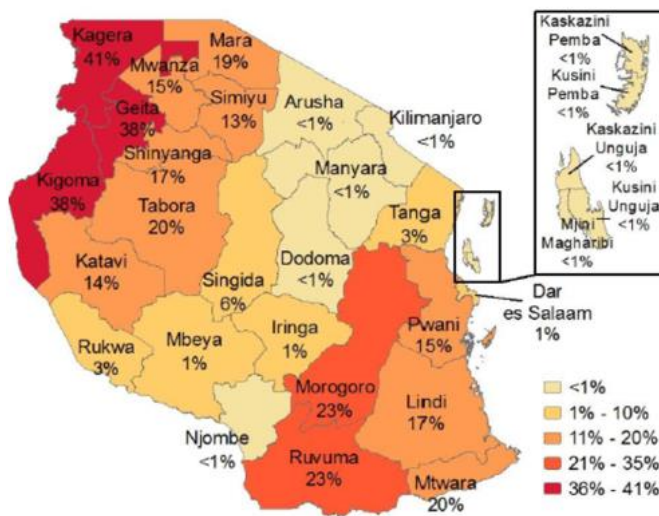 Kagera
41%
Mara
19%
Mwanza
15%
Geita
38%
Simiyu
13%
Arusha
<1%
Kilimanjaro
<1%
Shinyanga
17%
Manyara
<1%
Kigoma
38%
Tabora
20%
Tanga
3%
Katavi
14%
Singida
6%
Dodoma
<1%
Dar
es Salaam
1%
Pwani
15%
Rukwa
3%
Mbeya
1%
Iringa
1%
Morogoro
23%
Lindi
17%
Njombe
<1%
Ruvuma
23%
Mtwara
20%
Kaskazini
Pemba
<1%
Kusini
Pemba
<1%
Kaskazini
Unguja
<1%
Kusini
Unguja
<1%
Mjini
Magharibi
<1%
<1%
1% - 10%
11% - 20%
21% - 35%
36% - 41%